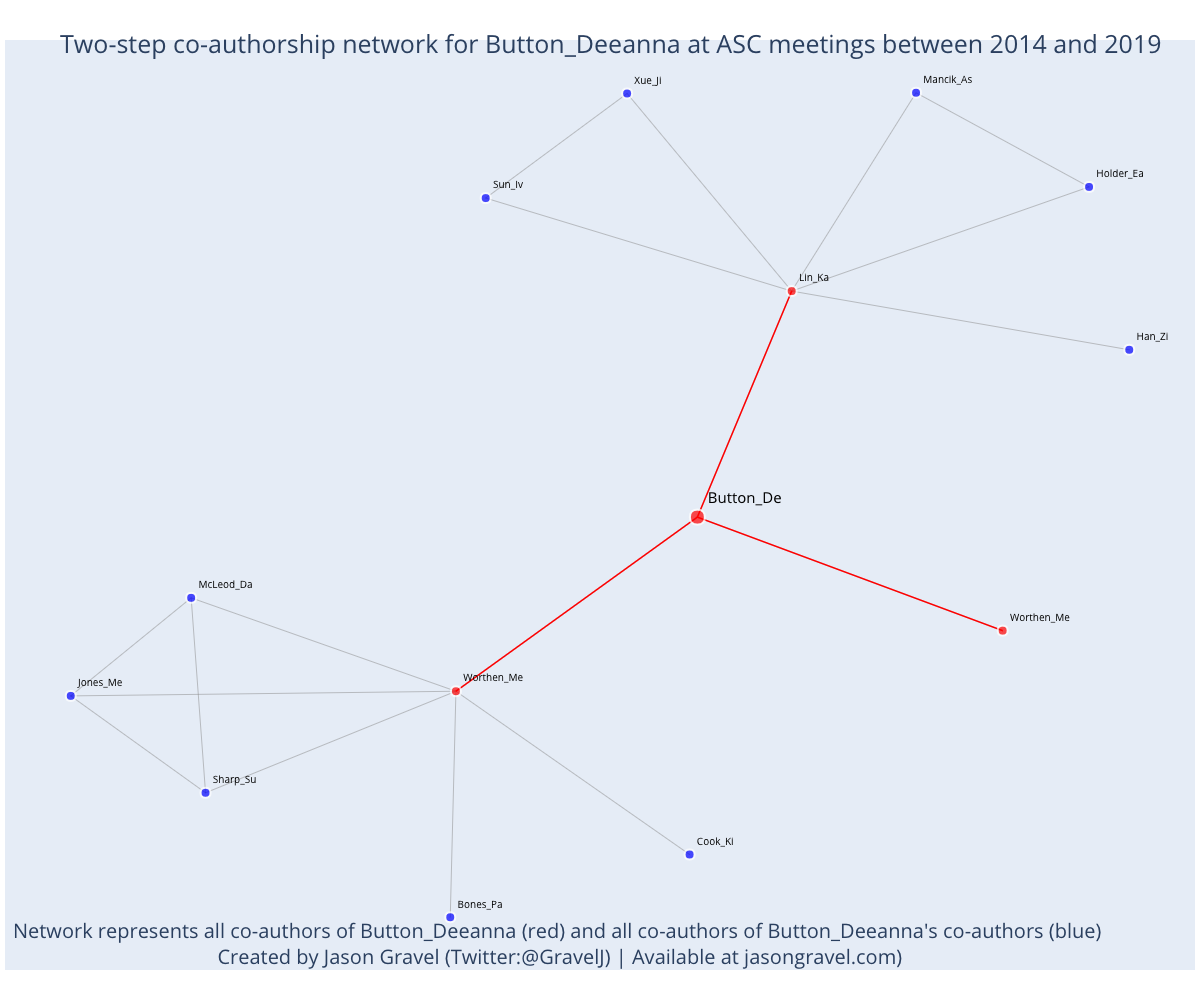 Two-step co-authorship network for Button_Deeanna at ASC meetings between 2014 and 2019
Xue_Ji
Mancik_As
Holder_Ea
Sun_Iv
Lin_Ka
Han_Zi
Button_De
McLeod_Da
Worthen_Me
Jones_Me
Worthen_Me
Sharp_Su
Cook_Ki
Bones_Pa
Network represents all co-authors of Button_Deeanna (red) and all co-authors of Button_Deeanna's co-authors (blue)
Created by Jason Gravel (Twitter:@GravelJ) | Available at jasongravel.com)